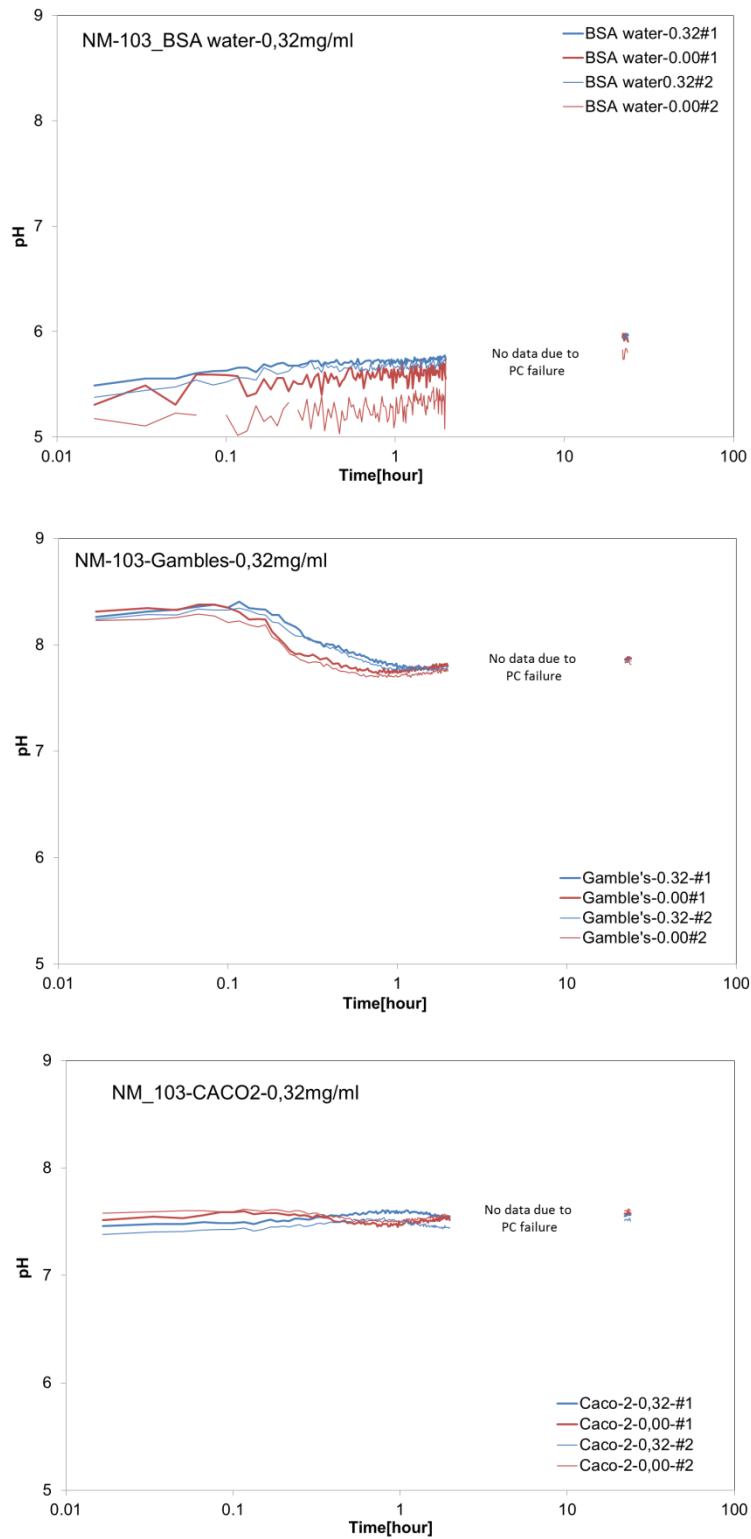 NM-103_BSA water-0,32mg/ml
BSA water-0.32#1
BSA water-0.00#1
BSA water0.32#2
BSA water-0.00#2
9
8
7
6
5
pH
No data due to
PC failure
0.01
0.1
1
10
100
Time[hour]
NM-103-Gambles-0,32mg/ml
9
8
7
6
5
pH
No data due to
PC failure
Gamble's-0.32-#1
Gamble's-0.00#1
Gamble's-0.32-#2
Gamble's-0.00#2
0.01
0.1
1
10
100
Time[hour]
NM_103-CACO2-0,32mg/ml
9
8
7
6
5
pH
No data due to
PC failure
Caco-2-0,32-#1
Caco-2-0,00-#1
Caco-2-0,32-#2
Caco-2-0,00-#2
0.01
0.1
1
10
100
Time[hour]